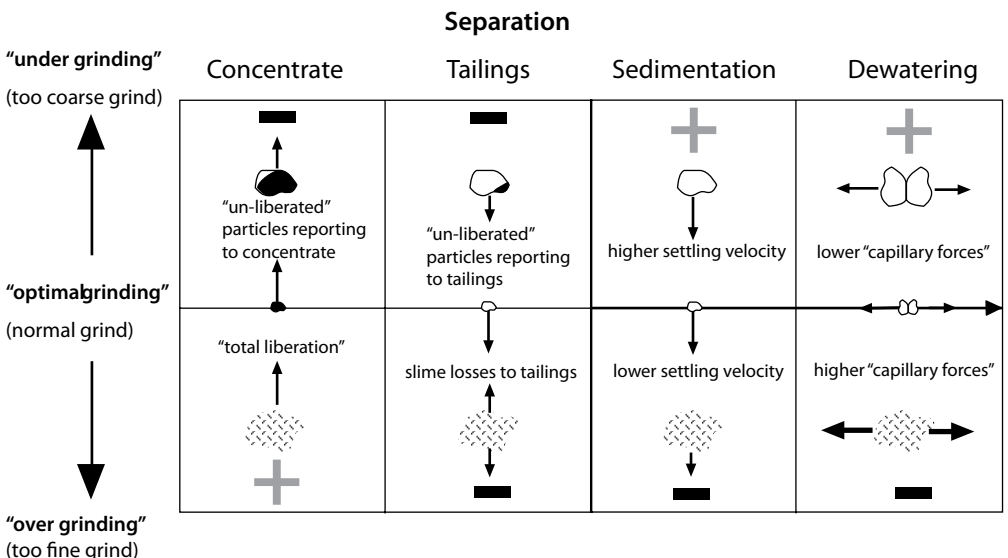 Separation
“under grinding”
(too coarse grind)
Concentrate
Tailings
Sedimentation
Dewatering
“un-liberated”
particles reporting
to concentrate
“un-liberated”
particles reporting
to tailings
higher settling velocity
lower “capillary forces”
“optimalgrinding”
(normal grind)
“total liberation”
slime losses to tailings
lower settling velocity
higher “capillary forces”
“over grinding”
(too fine grind)